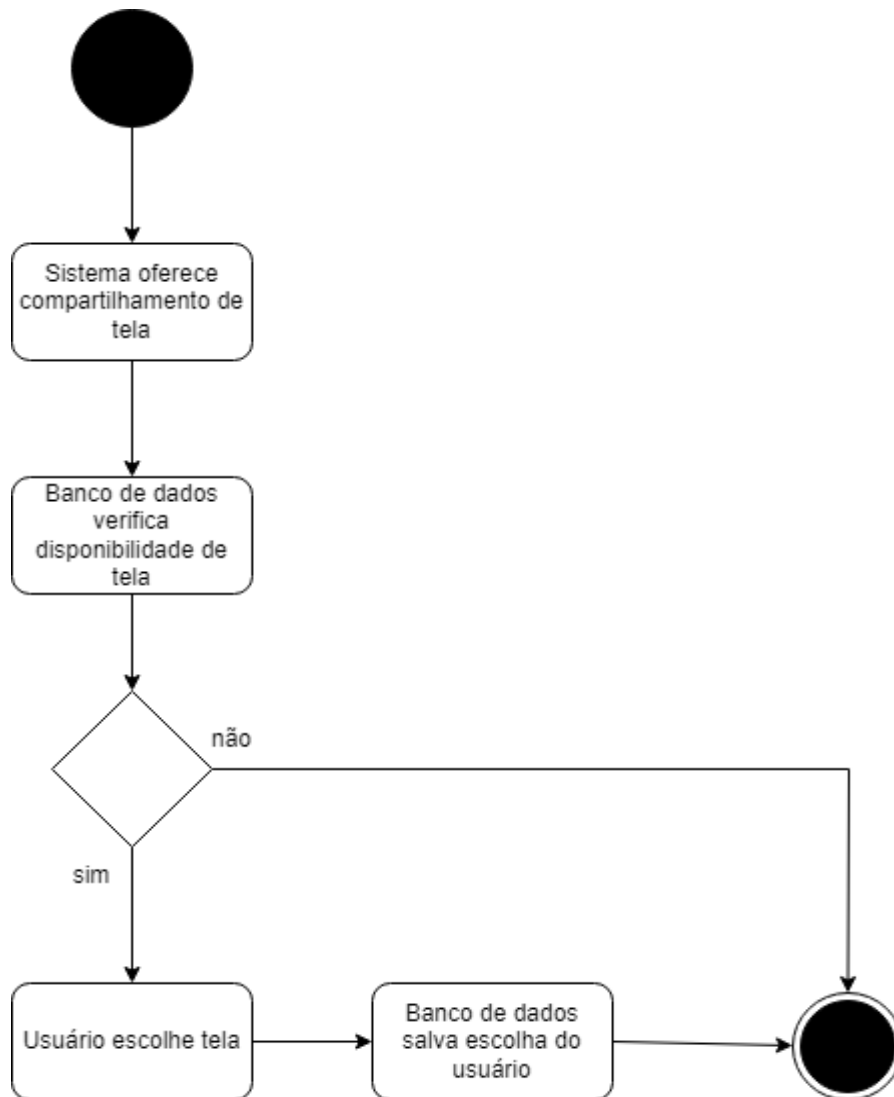 Sistema oferece
compartilhamento de
tela
Banco de dados
verifica
disponibilidade de
tela
não
sim
Usuário escolhe tela
Banco de dados
salva escolha do
usuário